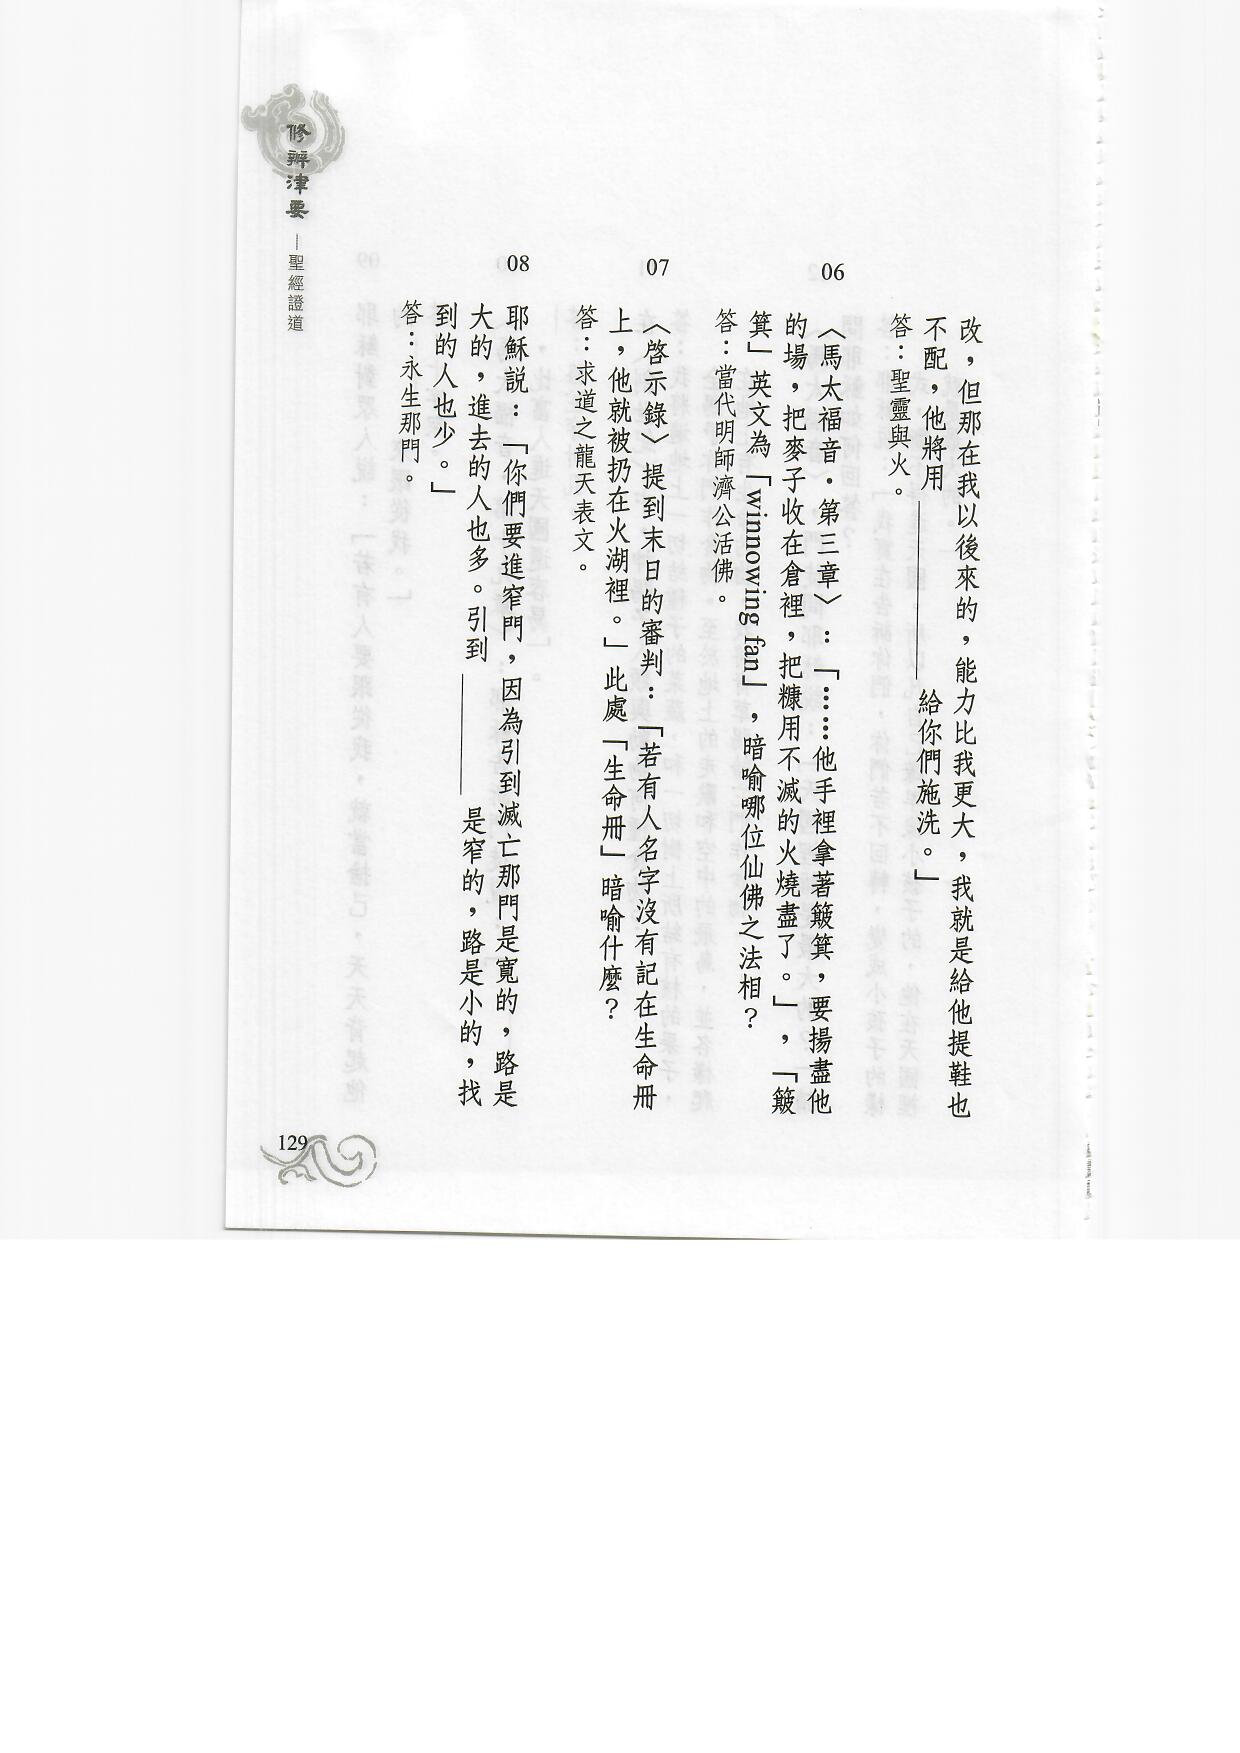 改，但那在我以後來的，能力比我更大，我就是給他提鞋也
不配，他將用________給你們施洗。」
答：聖靈與火。
06
〈馬太福音．第三章〉：「……他手裡拿著簸箕，要揚盡他
的場，把麥子收在倉裡，把糠用不滅的火燒盡了。」，「簸
箕」英文為「winnowing fan」，暗喻哪位仙佛之法相？
答：當代明師濟公活佛。
07
〈啓示錄〉提到末日的審判：「若有人名字沒有記在生命冊
上，他就被扔在火湖裡。」此處「生命冊」暗喻什麼？
答：求道之龍天表文。
08
耶穌說：「你們要進窄門，因為引到滅亡那門是寬的，路是
大的，進去的人也多。引到________是窄的，路是小的，找
到的人也少。」
答：永生那門。
修辦津要─聖經證道
129